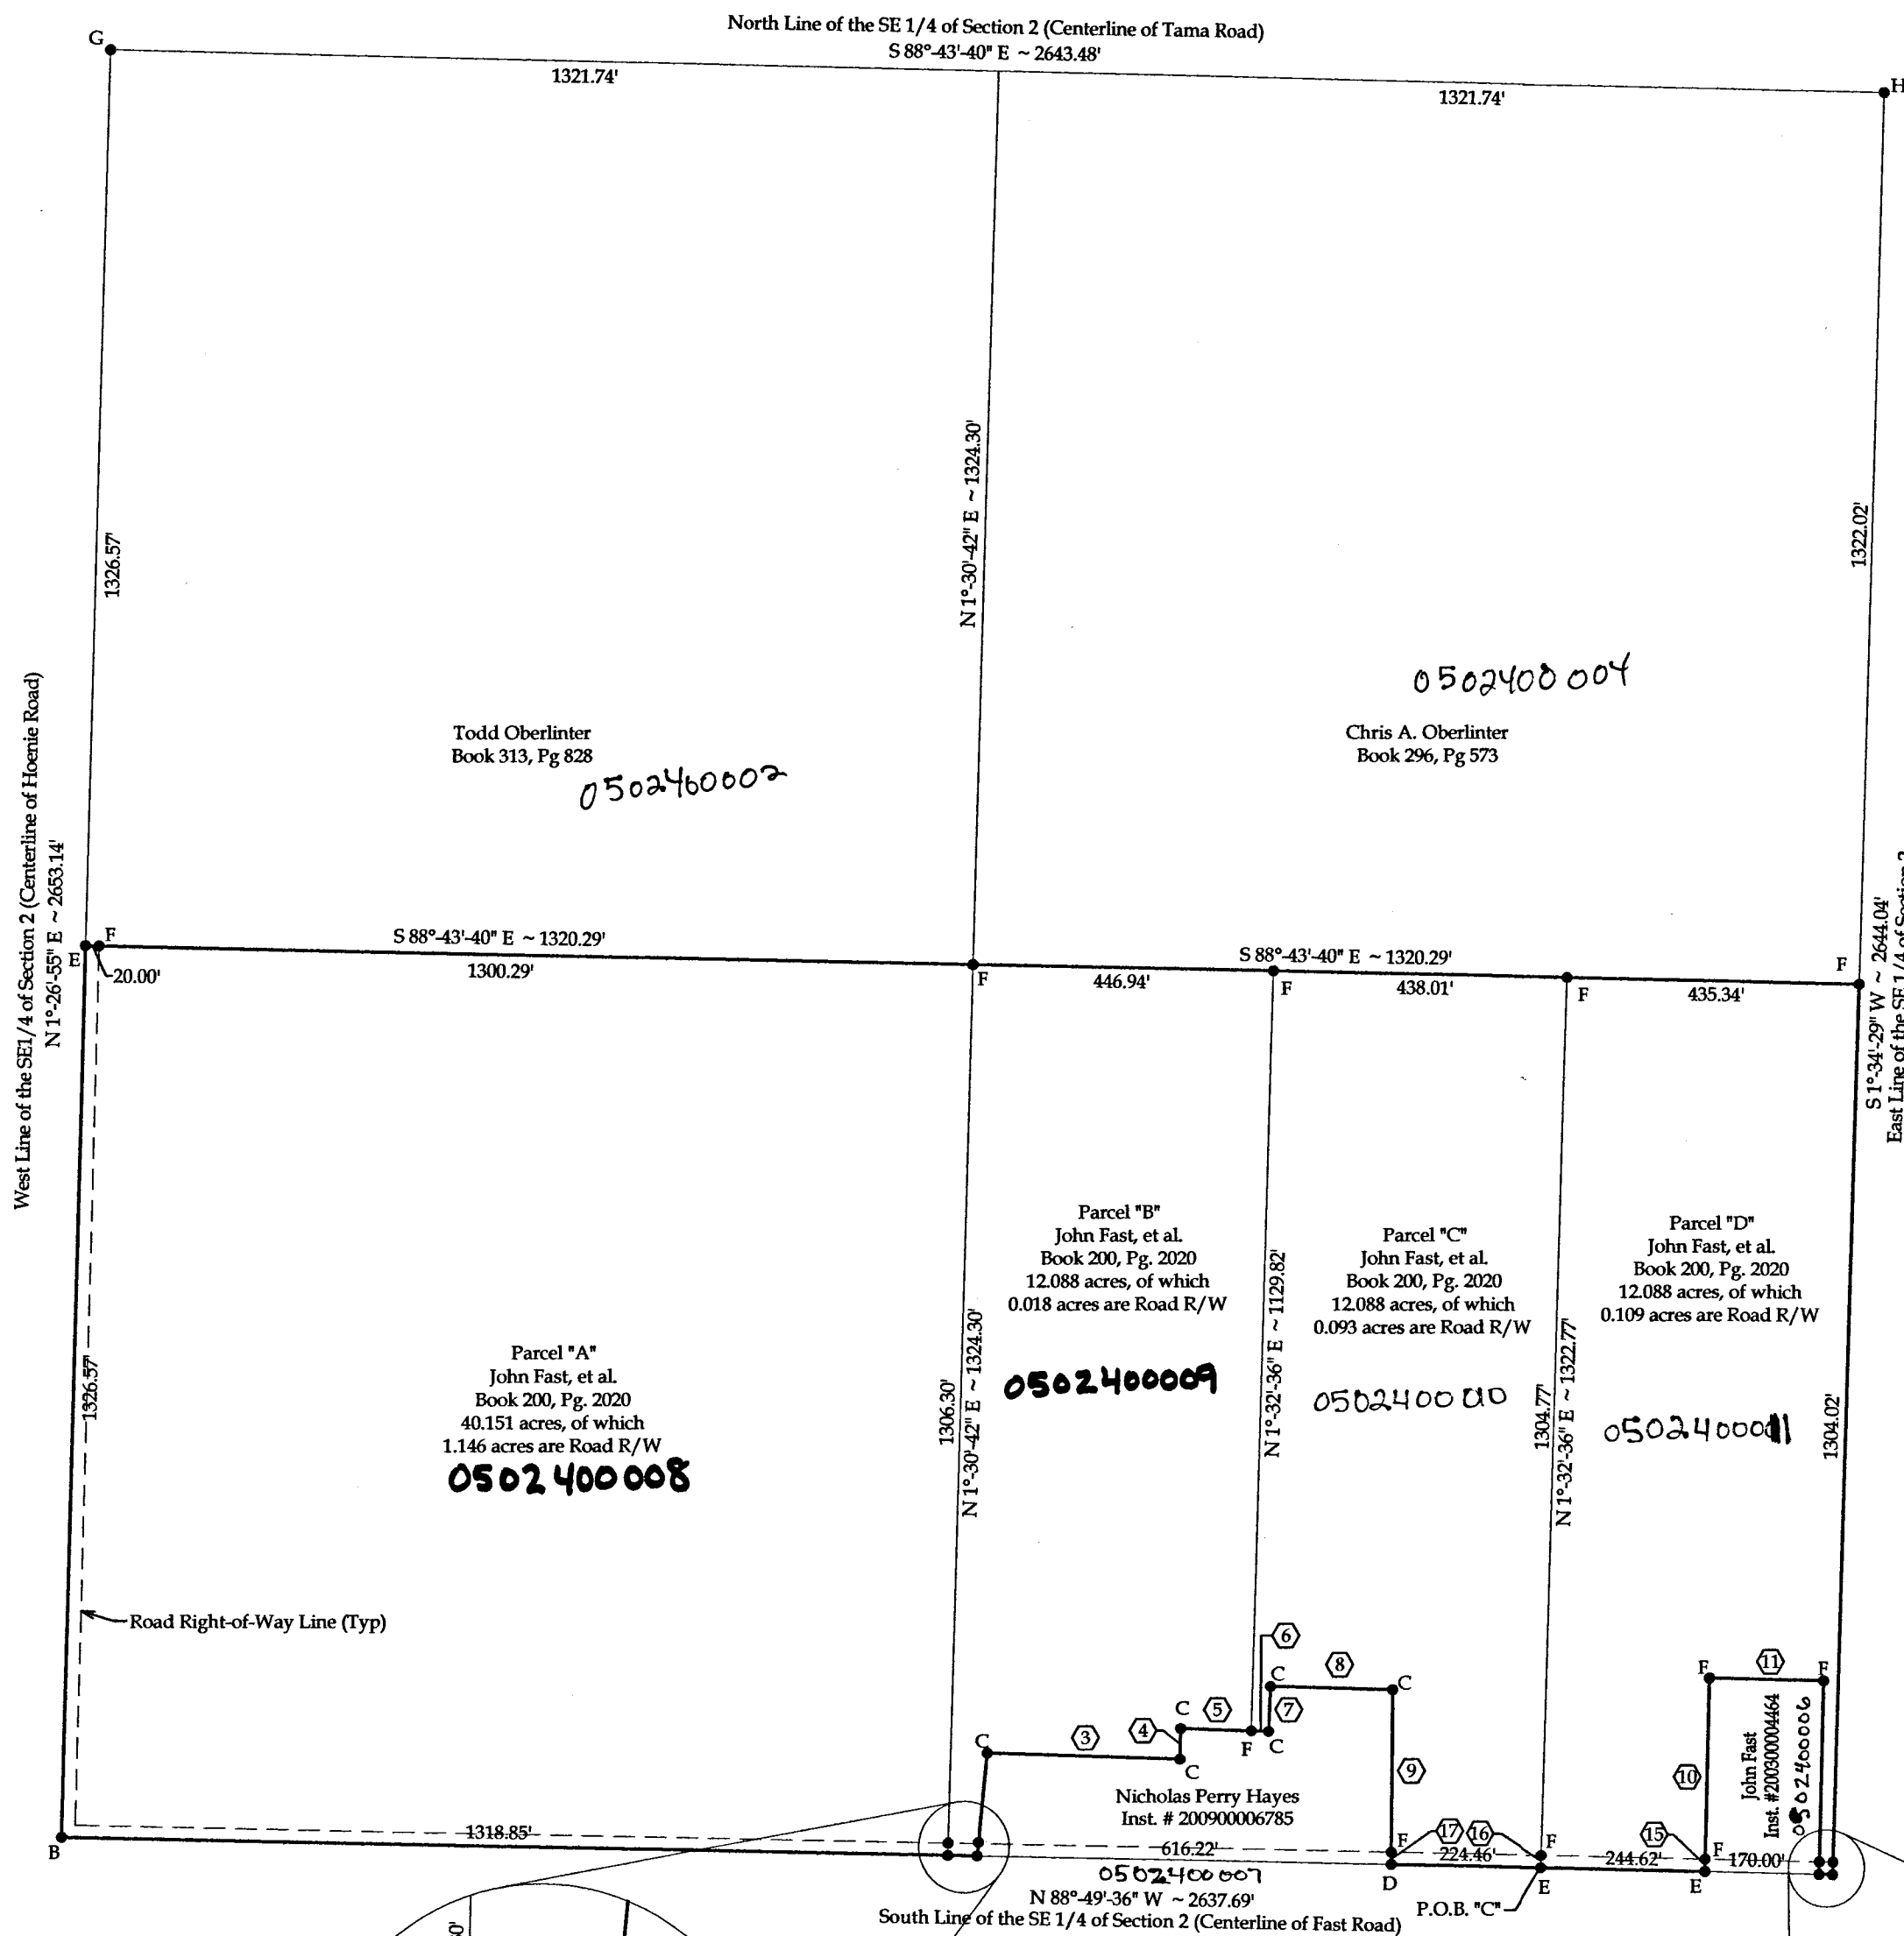 North Line of the SE 1/4 of Section 2 (Centerline of Tama Road)
S 88°-43'-40" E ~ 2643.48'
G
1321.74'
1321.74'
H
1326.57'
N 1°-30'-42" E ~ 1324.30'
1322.02'
West Line of the SE1/4 of Section 2 (Centerline of Hoenie Road)
N 1°-26'-55" E ~ 2653.14'
Todd Oberlinter
Book 313, Pg 828
0502400002
0502400004
Chris A. Oberlinter
Book 296, Pg 573
S 1°-34'-29" W ~ 2644.04'
East Line of the SE 1/4 of Section 2
E
F
20.00'
S 88°-43'-40" E ~ 1320.29'
1300.29'
F
S 88°-43'-40" E ~ 1320.29'
446.94'
F
438.01'
F
435.34'
F
1326.57'
Parcel "A"
John Fast, et al.
Book 200, Pg. 2020
40.151 acres, of which
1.146 acres are Road R/W
0502400008
1306.30'
N 1°-30'-42" E ~ 1324.30'
Parcel "B"
John Fast, et al.
Book 200, Pg. 2020
12.088 acres, of which
0.018 acres are Road R/W
0502400009
N 1°-32'-36" E ~ 1129.82'
Parcel "C"
John Fast, et al.
Book 200, Pg. 2020
12.088 acres, of which
0.093 acres are Road R/W
0502400010
1304.77'
N 1°-32'-36" E ~ 1322.77'
Parcel "D"
John Fast, et al.
Book 200, Pg. 2020
12.088 acres, of which
0.109 acres are Road R/W
0502400011
1304.02'
Road Right-of-Way Line (Typ)
6
C
8
C
F
11
F
C
5
7
4
F
C
C
3
C
9
10
John Fast
Inst. #200300004464
0502400006
Nicholas Perry Hayes
Inst. # 200900006785
B
1318.85'
616.22'
F
17
16
F
15
F
224.46'
244.62'
170.00'
D
E
E
0502400007
N 88°-49'-36" W ~ 2637.69'
South Line of the SE 1/4 of Section 2 (Centerline of Fast Road)
P.O.B. "C"